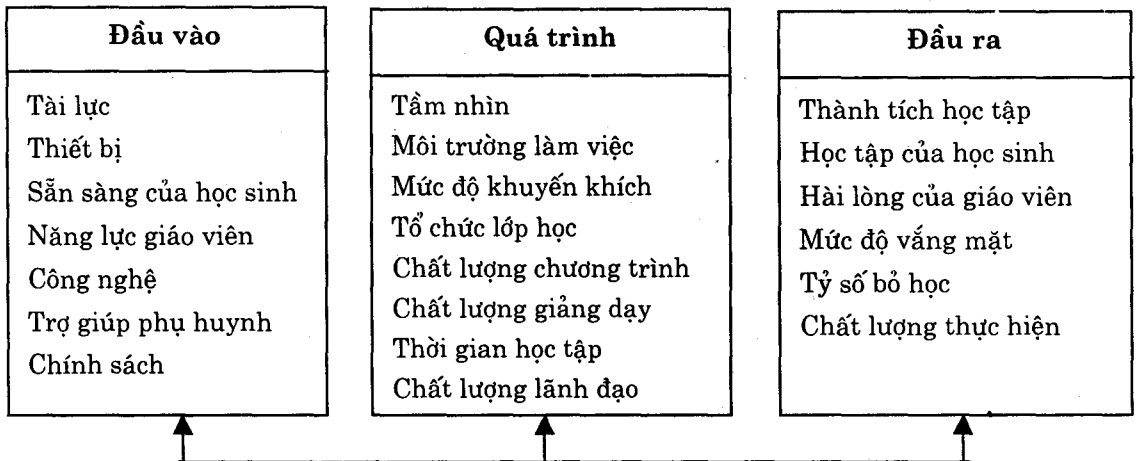 Đầu vào
Tài lực
Thiết bị
Sẵn sàng của học sinh
Năng lực giáo viên
Công nghệ
Trợ giúp phụ huynh
Chính sách
Quá trình
Tầm nhìn
Môi trường làm việc
Mức độ khuyến khích
Tổ chức lớp học
Chất lượng chương trình
Chất lượng giảng dạy
Thời gian học tập
Chất lượng lãnh đạo
Đầu ra
Thành tích học tập
Học tập của học sinh
Hài lòng của giáo viên
Mức độ vắng mặt
Tỷ số bỏ học
Chất lượng thực hiện